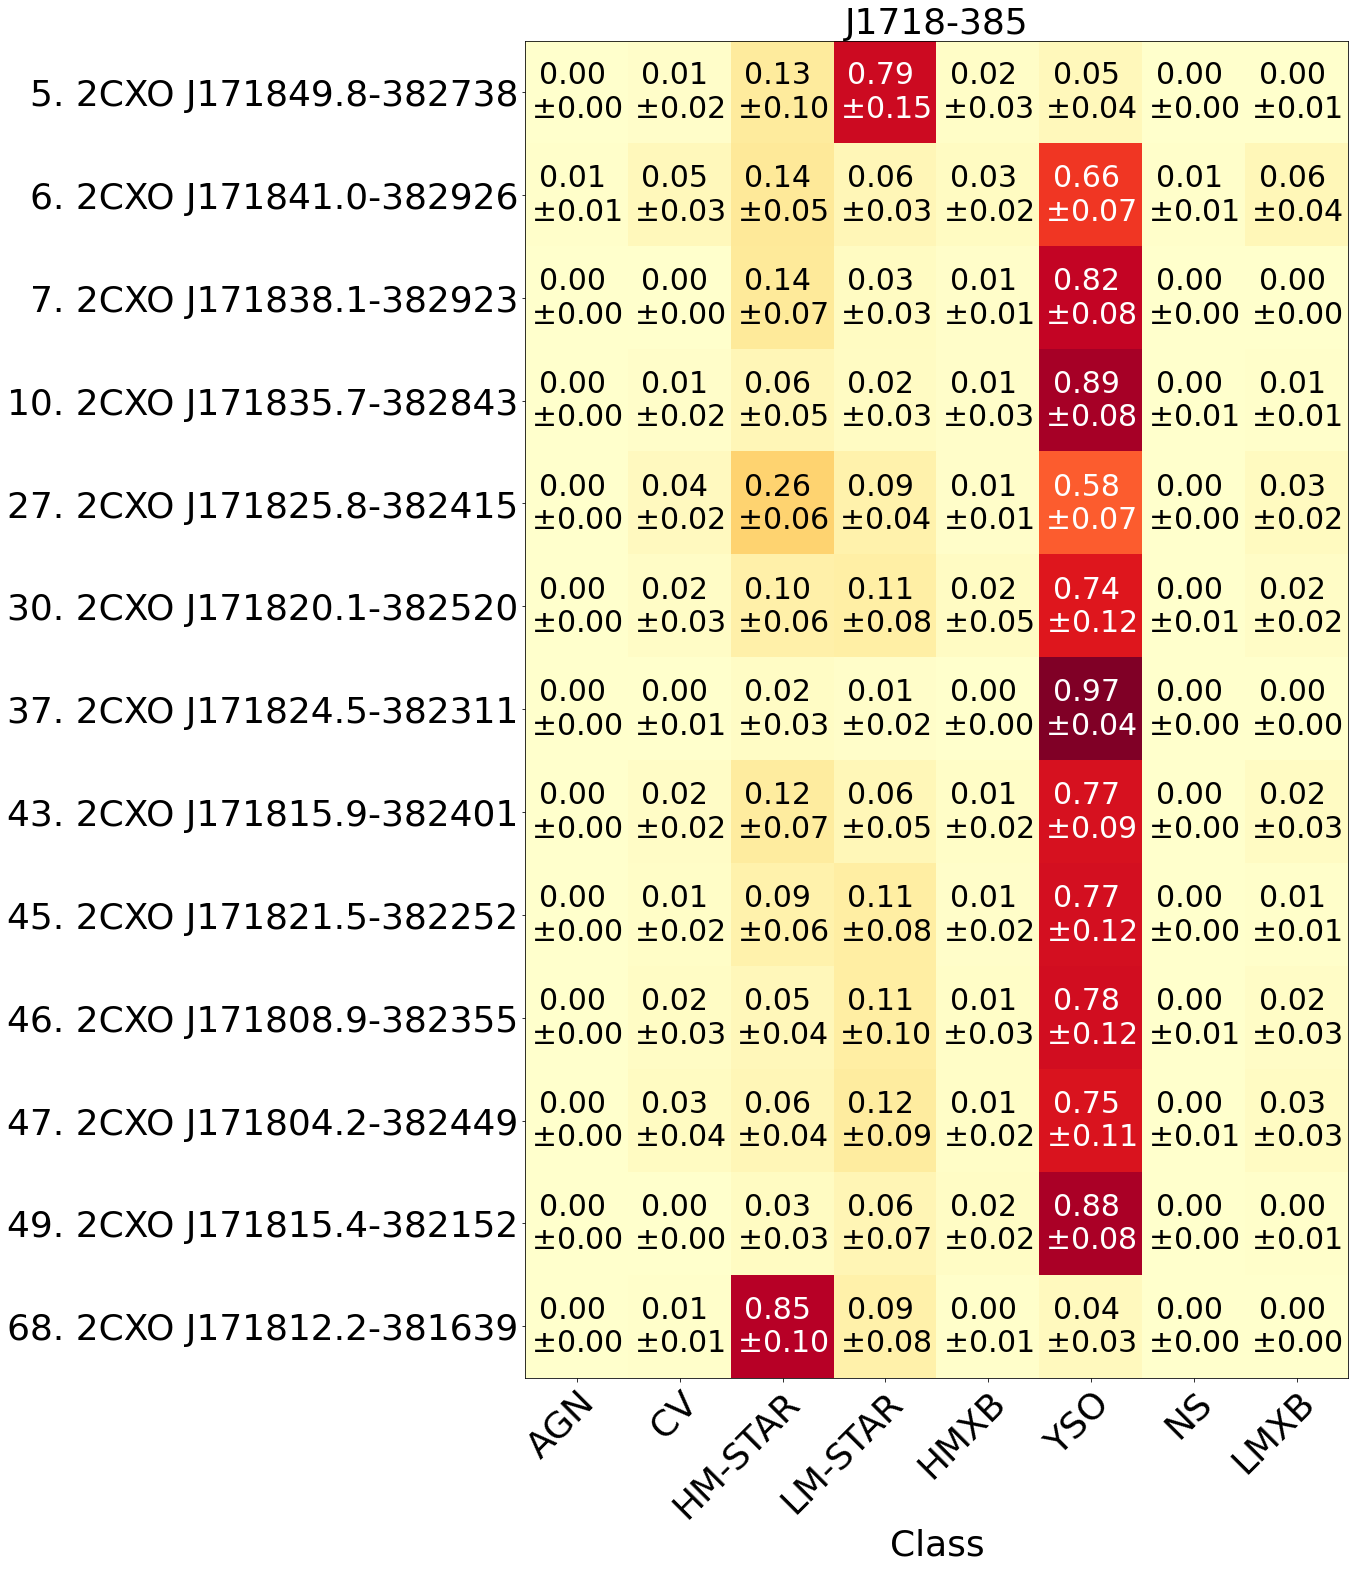 J1718-385
5. 2CXO J171849.8-382738 0.00 0.01 0.13 0.79 0.02 0.05 0.00 0.00
±0.00 ±0.02 ±0.10 ±0.15 ±0.03 ±0.04 ±0.00 ±0.01
6. 2CXO J171841.0-382926 0.01 0.05 0.14 0.06 0.03 0.66 0.01 0.06
±0.01 ±0.03 ±0.05 ±0.03 ±0.02 ±0.07 ±0.01 ±0.04
7. 2CXO J171838.1-382923 0.00 0.00 0.14 0.03 0.01 0.82 0.00 0.00
±0.00 ±0.00 ±0.07 ±0.03 ±0.01 ±0.08 ±0.00 ±0.00
10. 2CXO J171835.7-382843 0.00 0.01 0.06 0.02 0.01 0.89 0.00 0.01
±0.00 ±0.02 ±0.05 ±0.03 ±0.03 ±0.08 ±0.01 ±0.01
27. 2CXO J171825.8-382415 0.00 0.04 0.26 0.09 0.01 0.58 0.00 0.03
±0.00 ±0.02 ±0.06 ±0.04 ±0.01 ±0.07 ±0.00 ±0.02
30. 2CXO J171820.1-382520 0.00 0.02 0.10 0.11 0.02 0.74 0.00 0.02
±0.00 ±0.03 ±0.06 ±0.08 ±0.05 ±0.12 ±0.01 ±0.02
37. 2CXO J171824.5-382311 0.00 0.00 0.02 0.01 0.00 0.97 0.00 0.00
±0.00 ±0.01 ±0.03 ±0.02 ±0.00 ±0.04 ±0.00 ±0.00
43. 2CXO J171815.9-382401 0.00 0.02 0.12 0.06 0.01 0.77 0.00 0.02
±0.00 ±0.02 ±0.07 ±0.05 ±0.02 ±0.09 ±0.00 ±0.03
45. 2CXO J171821.5-382252 0.00 0.01 0.09 0.11 0.01 0.77 0.00 0.01
±0.00 ±0.02 ±0.06 ±0.08 ±0.02 ±0.12 ±0.00 ±0.01
46. 2CXO J171808.9-382355 0.00 0.02 0.05 0.11 0.01 0.78 0.00 0.02
±0.00 ±0.03 ±0.04 ±0.10 ±0.03 ±0.12 ±0.01 ±0.03
47. 2CXO J171804.2-382449 0.00 0.03 0.06 0.12 0.01 0.75 0.00 0.03
±0.00 ±0.04 ±0.04 ±0.09 ±0.02 ±0.11 ±0.01 ±0.03
49. 2CXO J171815.4-382152 0.00 0.00 0.03 0.06 0.02 0.88 0.00 0.00
±0.00 ±0.00 ±0.03 ±0.07 ±0.02 ±0.08 ±0.00 ±0.01
68. 2CXO J171812.2-381639 0.00 0.01 0.85 0.09 0.00 0.04 0.00 0.00
±0.00 ±0.01 ±0.10 ±0.08 ±0.01 ±0.03 ±0.00 ±0.00
AGN CV HM-STAR LM-STAR HMXB YSO NS LMXB
Class